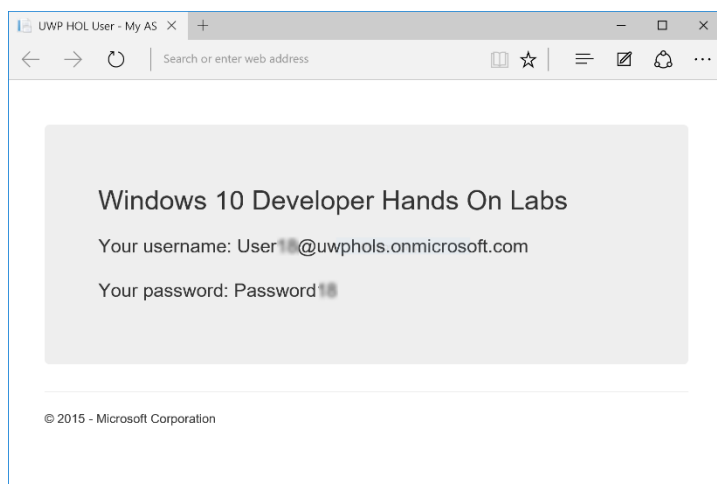 UWP HOL User - My AS
Search or enter web address
Windows 10 Developer Hands On Labs
Your username: User @uwphols.onmicrosoft.com
Your password: Password
© 2015 - Microsoft Corporation